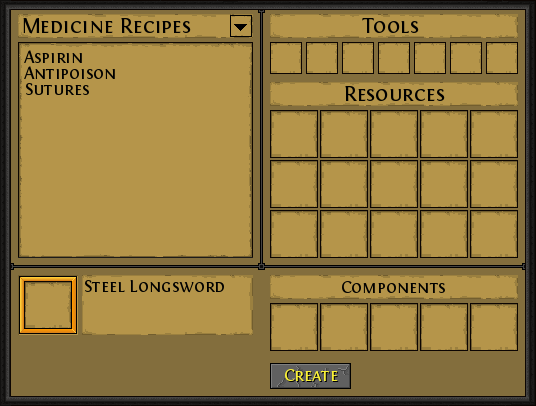 Medicine Recipes
Aspirin
Antipoison
Sutures
Tools
Resources
Steel Longsword
Components
Create